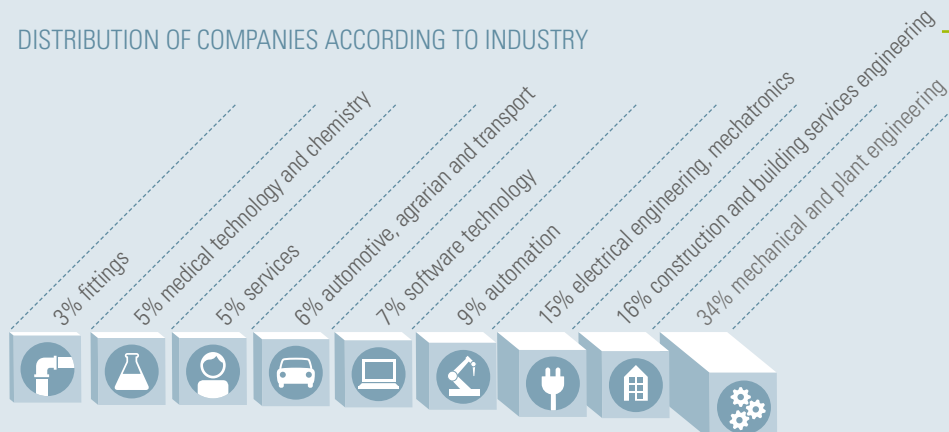 DISTRIBUTION OF COMPANIES ACCORDING TO INDUSTRY
3% fittings
5% medical technology and chemistry
5% services
6% automotive, agrarian and transport
7% software technology
9% automation
15% electrical engineering, mechatronics
16% construction and building services engineering
34% mechanical and plant engineering